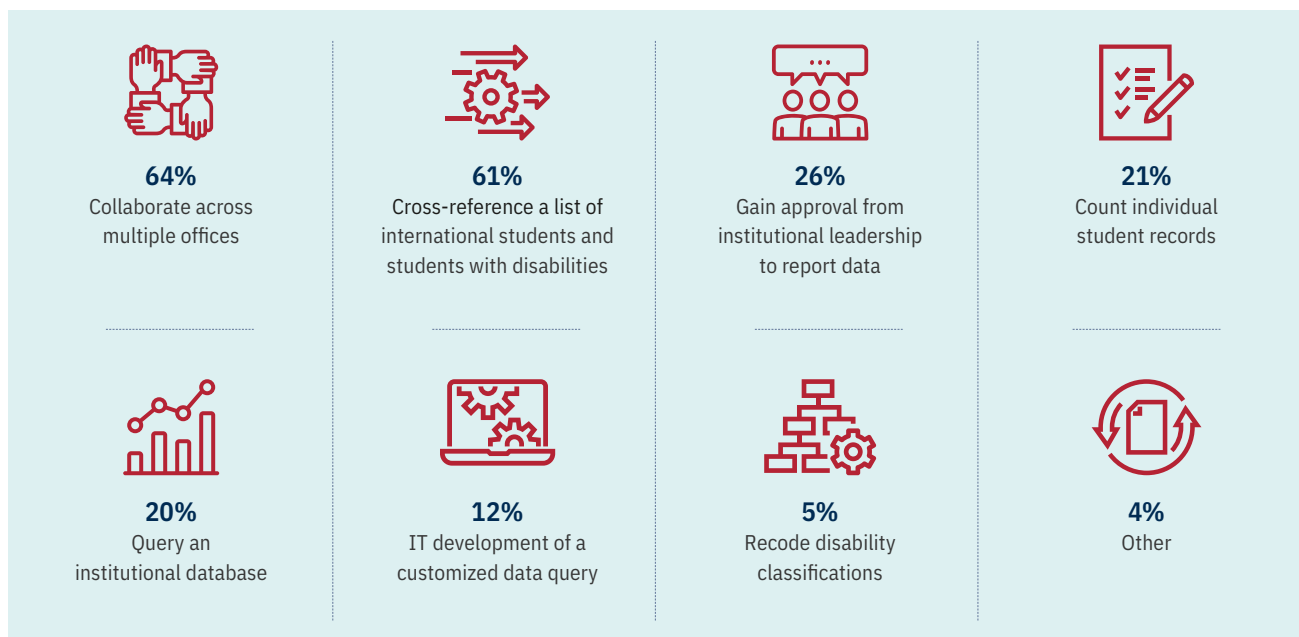 64%
Collaborate across
multiple offices
61%
Cross-reference a list of
international students and
students with disabilities
26%
Gain approval from
institutional leadership
to report data
21%
Count individual
student records
20%
Query an
institutional database
12%
IT development of a
customized data query
5%
Recode disability
classifications
4%
Other